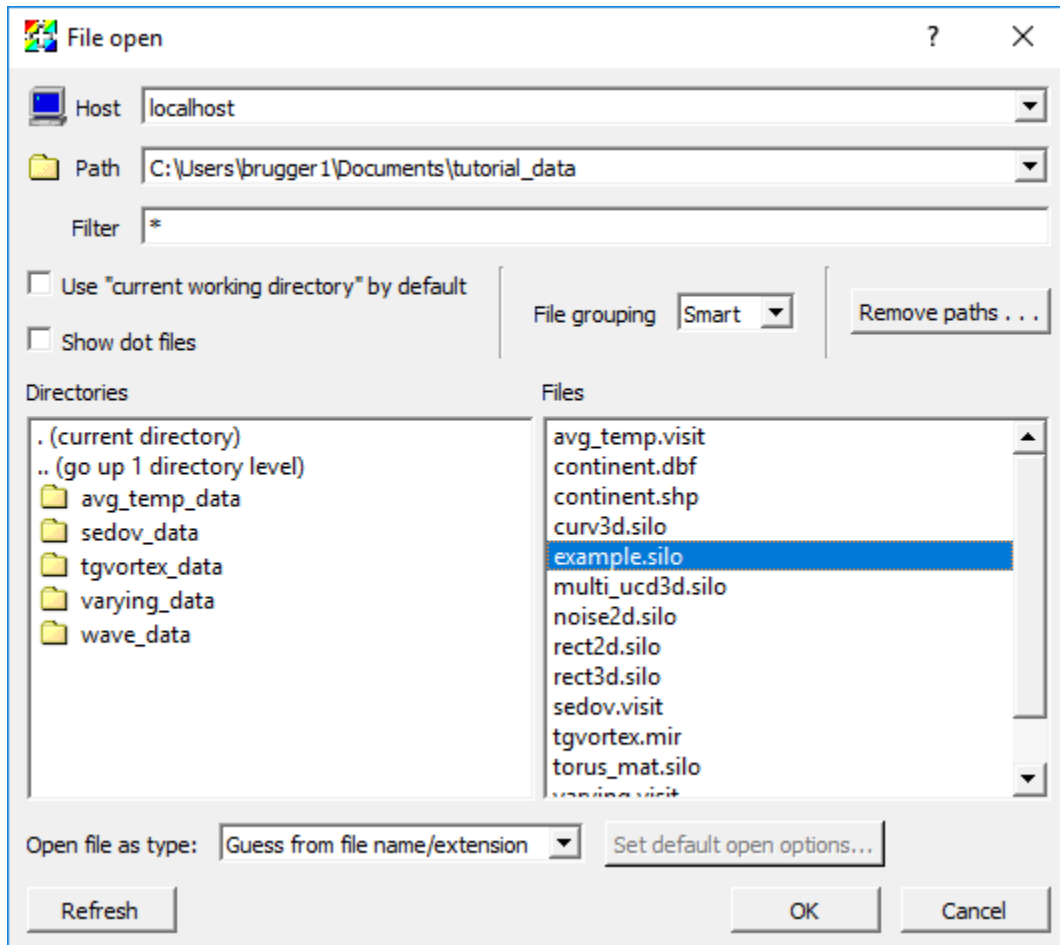 File open
?
Host localhost
Path C:\Users\brugger1\Documents\tutorial_data
Filter *
Use "current working directory" by default
Show dot files
File grouping Smart
Remove paths . . .
Directories
. (current directory)
.. (go up 1 directory level)
avg_temp_data
sedov_data
tgvortex_data
varying_data
wave_data
Files
avg_temp.visit
continent.dbf
continent.shp
curv3d.silo
example.silo
multi_ucd3d.silo
noise2d.silo
rect2d.silo
rect3d.silo
sedov.visit
tgvortex.mir
torus_mat.silo
varying.visit
Open file as type: Guess from file name/extension
Set default open options...
Refresh
OK
Cancel